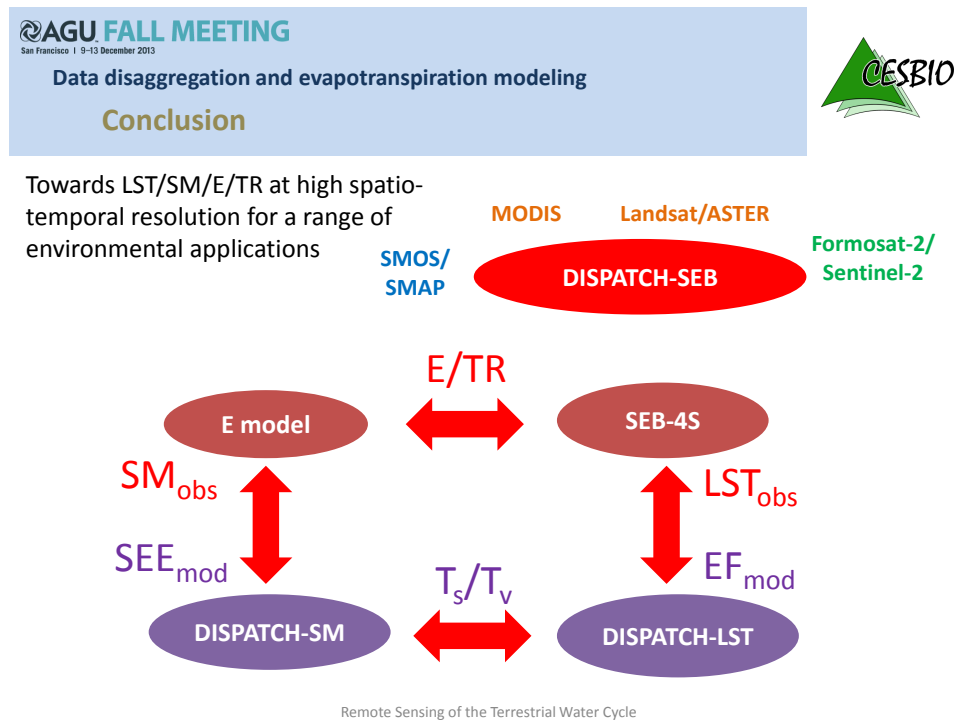 AGU FALL MEETING
San Francisco | 9–13 December 2013
Data disaggregation and evapotranspiration modeling
Conclusion
CESBIO
Towards LST/SM/E/TR at high spatio-
temporal resolution for a range of
environmental applications
MODIS
Landsat/ASTER
SMOS/
SMAP
DISPATCH-SEB
Formosat-2/
Sentinel-2
E/TR
E model
SEB-4S
SMobs
LSTobs
SEEmod
EFmod
Ts/Tv
DISPATCH-SM
DISPATCH-LST
Remote Sensing of the Terrestrial Water Cycle